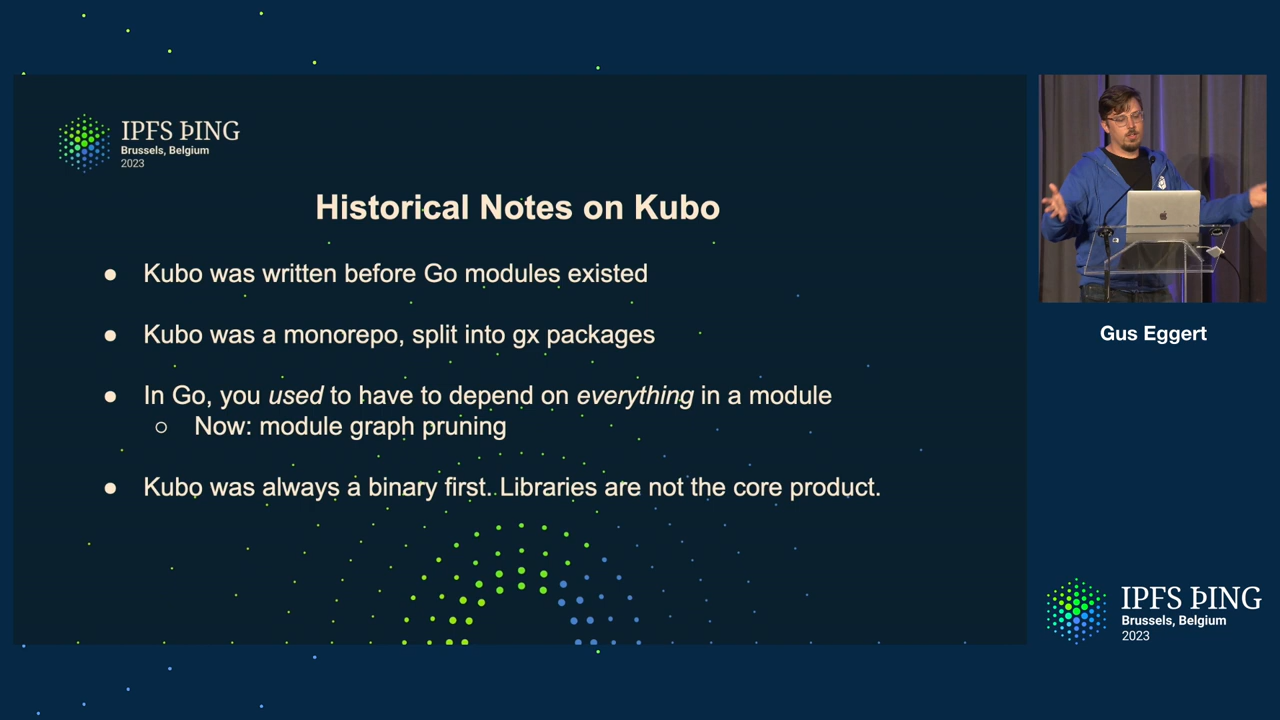 IPFS ÞING
Brussels, Belgium
2023
Historical Notes on Kubo
● Kubo was written before Go modules existed
● Kubo was a monorepo, split into gx packages
● In Go, you used to have to depend on everything in a module
○ Now: module graph pruning
● Kubo was always a binary first. Libraries are not the core product.
Gus Eggert
IPFS ÞING
Brussels, Belgium
2023